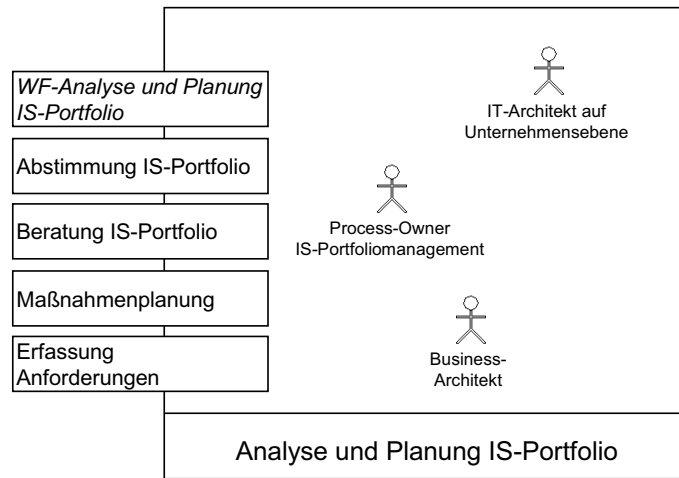 WF-Analyse und Planung
IS-Portfolio
Abstimmung IS-Portfolio
Beratung IS-Portfolio
Maßnahmenplanung
Erfassung
Anforderungen
IT-Architekt auf
Unternehmensebene
Process-Owner
IS-Portfoliomanagement
Business-
Architekt
Analyse und Planung IS-Portfolio